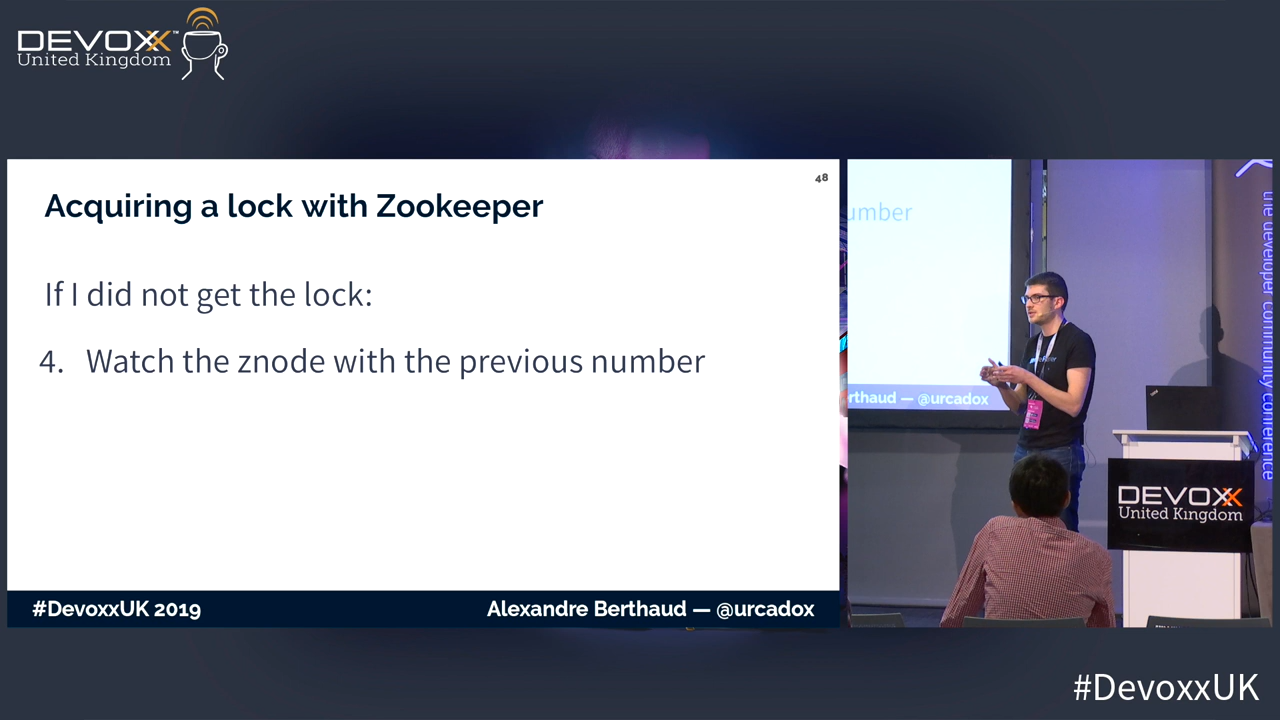 DEVOXX™
United Kingdom
48
Acquiring a lock with Zookeeper
If I did not get the lock:
4. Watch the znode with the previous number
#DevoxxUK 2019
Alexandre Berthaud — @urcadox
umber
rthaud — @urcadox
the developer community conference
DEVOXX
United Kingdom
#DevoxxUK